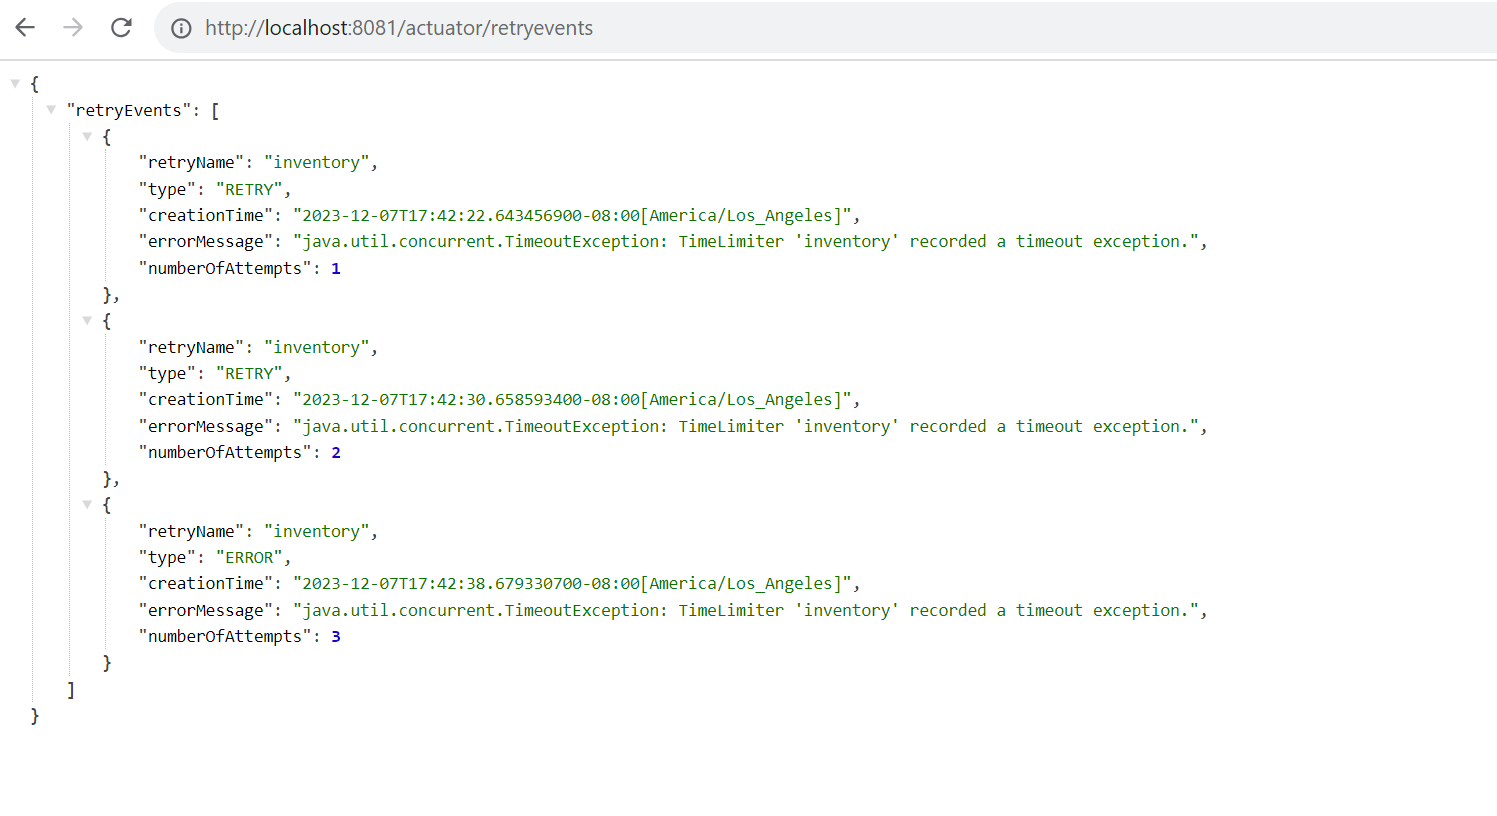 http://localhost:8081/actuator/retryevents
{
"retryEvents": [
{
"retryName": "inventory",
"type": "RETRY",
"creationTime": "2023-12-07T17:42:22.643456900-08:00[America/Los_Angeles]",
"errorMessage": "java.util.concurrent.TimeoutException: TimeLimiter 'inventory' recorded a timeout exception.",
"numberOfAttempts": 1
},
{
"retryName": "inventory",
"type": "RETRY",
"creationTime": "2023-12-07T17:42:30.658593400-08:00[America/Los_Angeles]",
"errorMessage": "java.util.concurrent.TimeoutException: TimeLimiter 'inventory' recorded a timeout exception.",
"numberOfAttempts": 2
},
{
"retryName": "inventory",
"type": "ERROR",
"creationTime": "2023-12-07T17:42:38.679330700-08:00[America/Los_Angeles]",
"errorMessage": "java.util.concurrent.TimeoutException: TimeLimiter 'inventory' recorded a timeout exception.",
"numberOfAttempts": 3
}
]
}